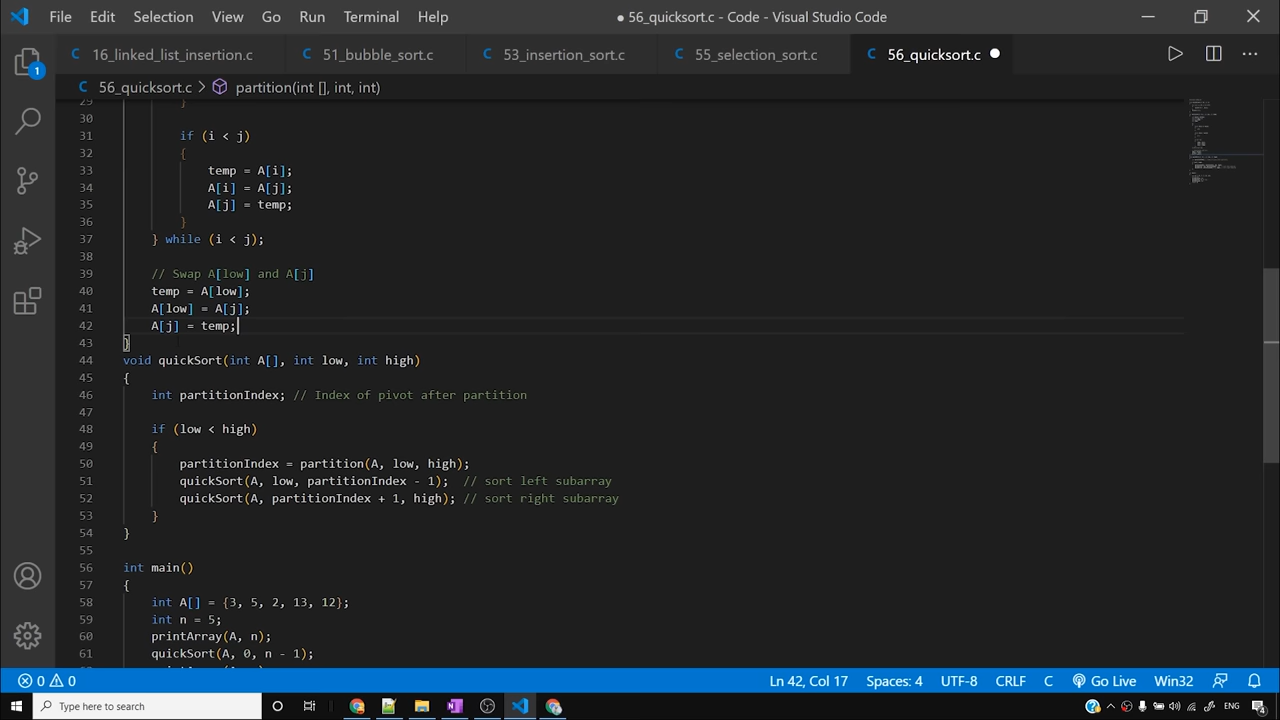 File Edit Selection View Go Run Terminal Help ● 56_quicksort.c - Code - Visual Studio Code
16_linked_list_insertion.c 51_bubble_sort.c 53_insertion_sort.c 55_selection_sort.c 56_quicksort.c ●
1
56_quicksort.c > partition(int [], int, int)
29 }
30
31 if (i < j)
32 {
33 temp = A[i];
34 A[i] = A[j];
35 A[j] = temp;
36 }
37 } while (i < j);
38
39 // Swap A[low] and A[j]
40 temp = A[low];
41 A[low] = A[j];
42 A[j] = temp;
43 }
44 void quickSort(int A[], int low, int high)
45 {
46 int partitionIndex; // Index of pivot after partition
47
48 if (low < high)
49 {
50 partitionIndex = partition(A, low, high);
51 quickSort(A, low, partitionIndex - 1); // sort left subarray
52 quickSort(A, partitionIndex + 1, high); // sort right subarray
53 }
54 }
55
56 int main()
57 {
58 int A[] = {3, 5, 2, 13, 12};
59 int n = 5;
60 printArray(A, n);
61 quickSort(A, 0, n - 1);
0 0 Ln 42, Col 17 Spaces: 4 UTF-8 CRLF C Go Live Win32
Type here to search ENG